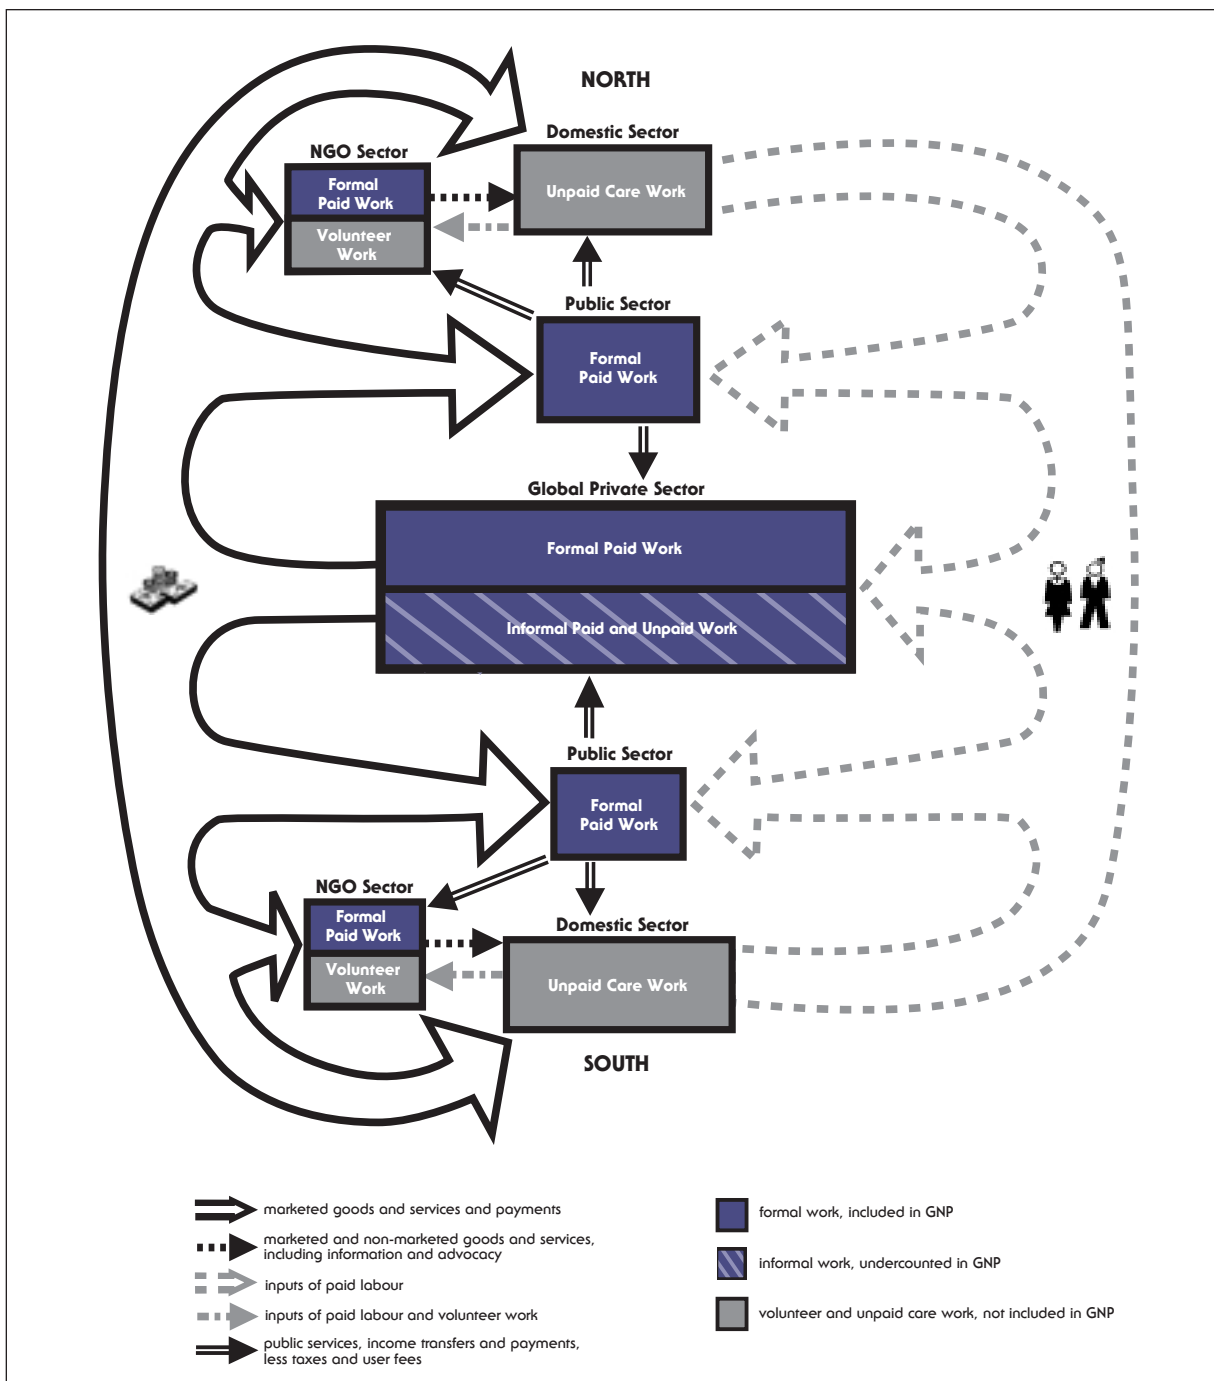 NORTH
Domestic Sector
NGO Sector
Formal
Paid Work
Unpaid Care Work
Volunteer
Work
Public Sector
Formal
Paid Work
Global Private Sector
Formal Paid Work
Informal Paid and Unpaid Work
Public Sector
Formal
Paid Work
NGO Sector
Formal
Paid Work
Domestic Sector
Volunteer
Work
Unpaid Care Work
SOUTH
marketed goods and services and payments
marketed and non-marketed goods and services,
including information and advocacy
inputs of paid labour
inputs of paid labour and volunteer work
public services, income transfers and payments,
less taxes and user fees
formal work, included in GNP
informal work, undercounted in GNP
volunteer and unpaid care work, not included in GNP